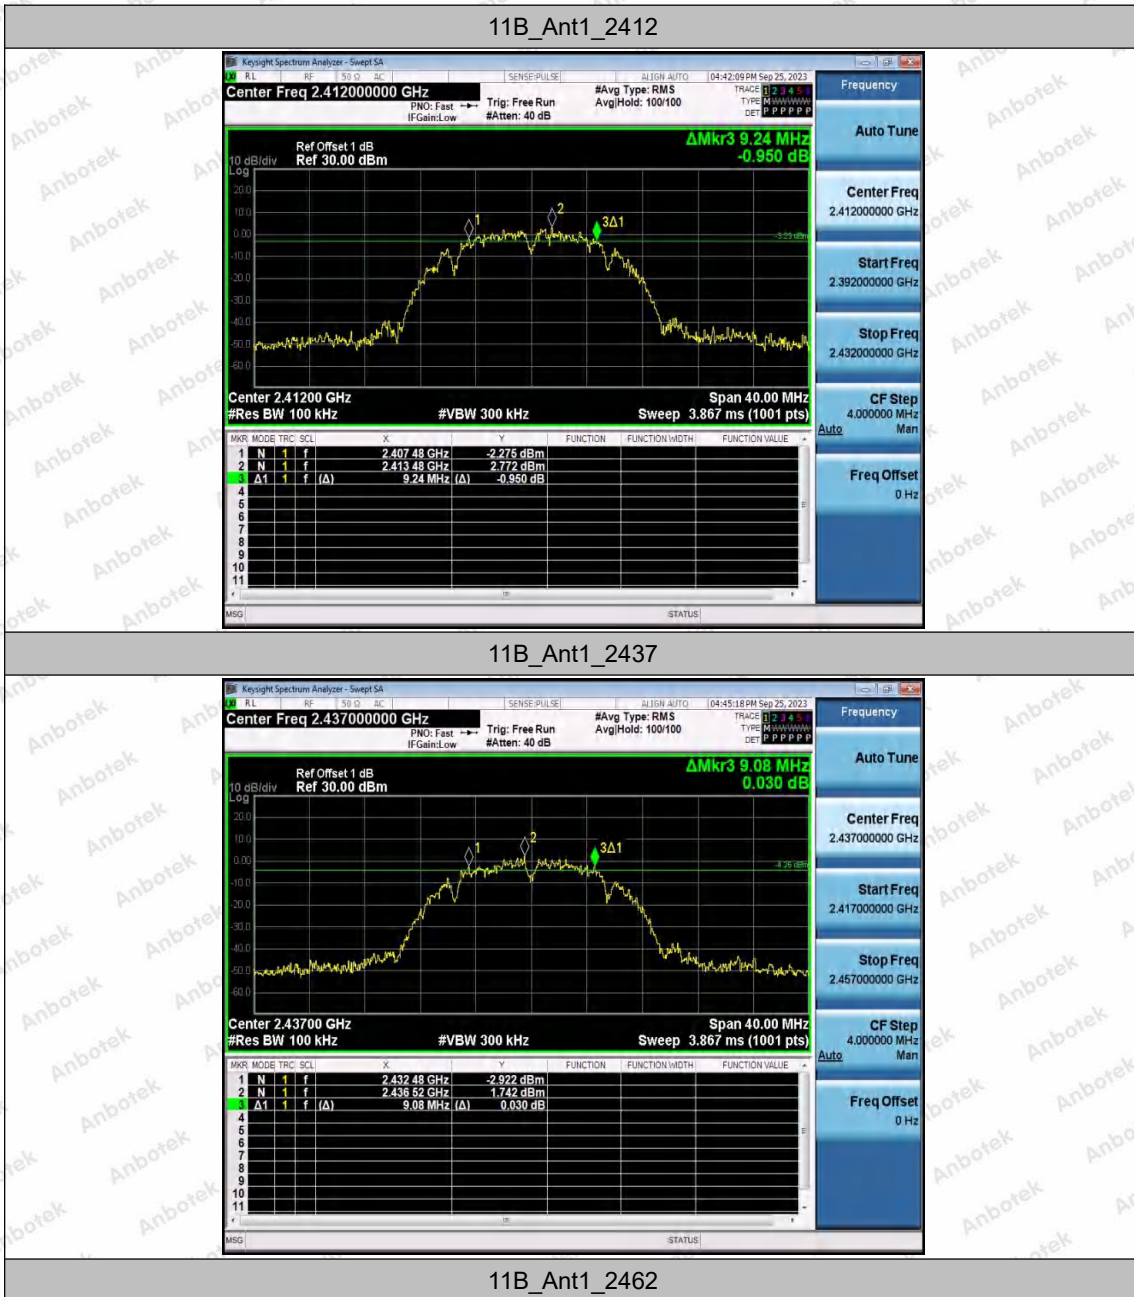 11B_Ant1_2412
Keysight Spectrum Analyzer - Swept SA
RL RF 50 Ω AC SENSE:PULSE ALIGN AUTO 04:42:09 PM Sep 25, 2023
Center Freq 2.412000000 GHz
PNO: Fast
IFGain:Low
Trig: Free Run
#Atten: 40 dB
#Avg Type: RMS
Avg|Hold: 100/100
TRACE 1 2 3 4 5 6
TYPE M W W W W W
DET P P P P P P
Frequency
Auto Tune
Center Freq
2.412000000 GHz
Start Freq
2.392000000 GHz
Stop Freq
2.432000000 GHz
CF Step
4.000000 MHz
Auto Man
Freq Offset
0 Hz
ΔMkr3 9.24 MHz
-0.950 dB
Ref Offset 1 dB
10 dB/div Ref 30.00 dBm
Log
20.0
10.0
0.00
-10.0
-20.0
-30.0
-40.0
-50.0
-60.0
1
2
3Δ1
-3.23 dBm
Center 2.41200 GHz Span 40.00 MHz
#Res BW 100 kHz #VBW 300 kHz Sweep 3.867 ms (1001 pts)
MKR MODE TRC SCL X Y FUNCTION FUNCTION WIDTH FUNCTION VALUE
1 N 1 f 2.407 48 GHz -2.275 dBm
2 N 1 f 2.413 48 GHz 2.772 dBm
3 Δ1 1 f (Δ) 9.24 MHz (Δ) -0.950 dB
4
5
6
7
8
9
10
11
MSG STATUS
11B_Ant1_2437
Keysight Spectrum Analyzer - Swept SA
RL RF 50 Ω AC SENSE:PULSE ALIGN AUTO 04:45:18 PM Sep 25, 2023
Center Freq 2.437000000 GHz
PNO: Fast
IFGain:Low
Trig: Free Run
#Atten: 40 dB
#Avg Type: RMS
Avg|Hold: 100/100
TRACE 1 2 3 4 5 6
TYPE M W W W W W
DET P P P P P P
Frequency
Auto Tune
Center Freq
2.437000000 GHz
Start Freq
2.417000000 GHz
Stop Freq
2.457000000 GHz
CF Step
4.000000 MHz
Auto Man
Freq Offset
0 Hz
ΔMkr3 9.08 MHz
0.030 dB
Ref Offset 1 dB
10 dB/div Ref 30.00 dBm
Log
20.0
10.0
0.00
-10.0
-20.0
-30.0
-40.0
-50.0
-60.0
1
2
3Δ1
-4.26 dBm
Center 2.43700 GHz Span 40.00 MHz
#Res BW 100 kHz #VBW 300 kHz Sweep 3.867 ms (1001 pts)
MKR MODE TRC SCL X Y FUNCTION FUNCTION WIDTH FUNCTION VALUE
1 N 1 f 2.432 48 GHz -2.922 dBm
2 N 1 f 2.436 52 GHz 1.742 dBm
3 Δ1 1 f (Δ) 9.08 MHz (Δ) 0.030 dB
4
5
6
7
8
9
10
11
MSG STATUS
11B_Ant1_2462
Anbotek